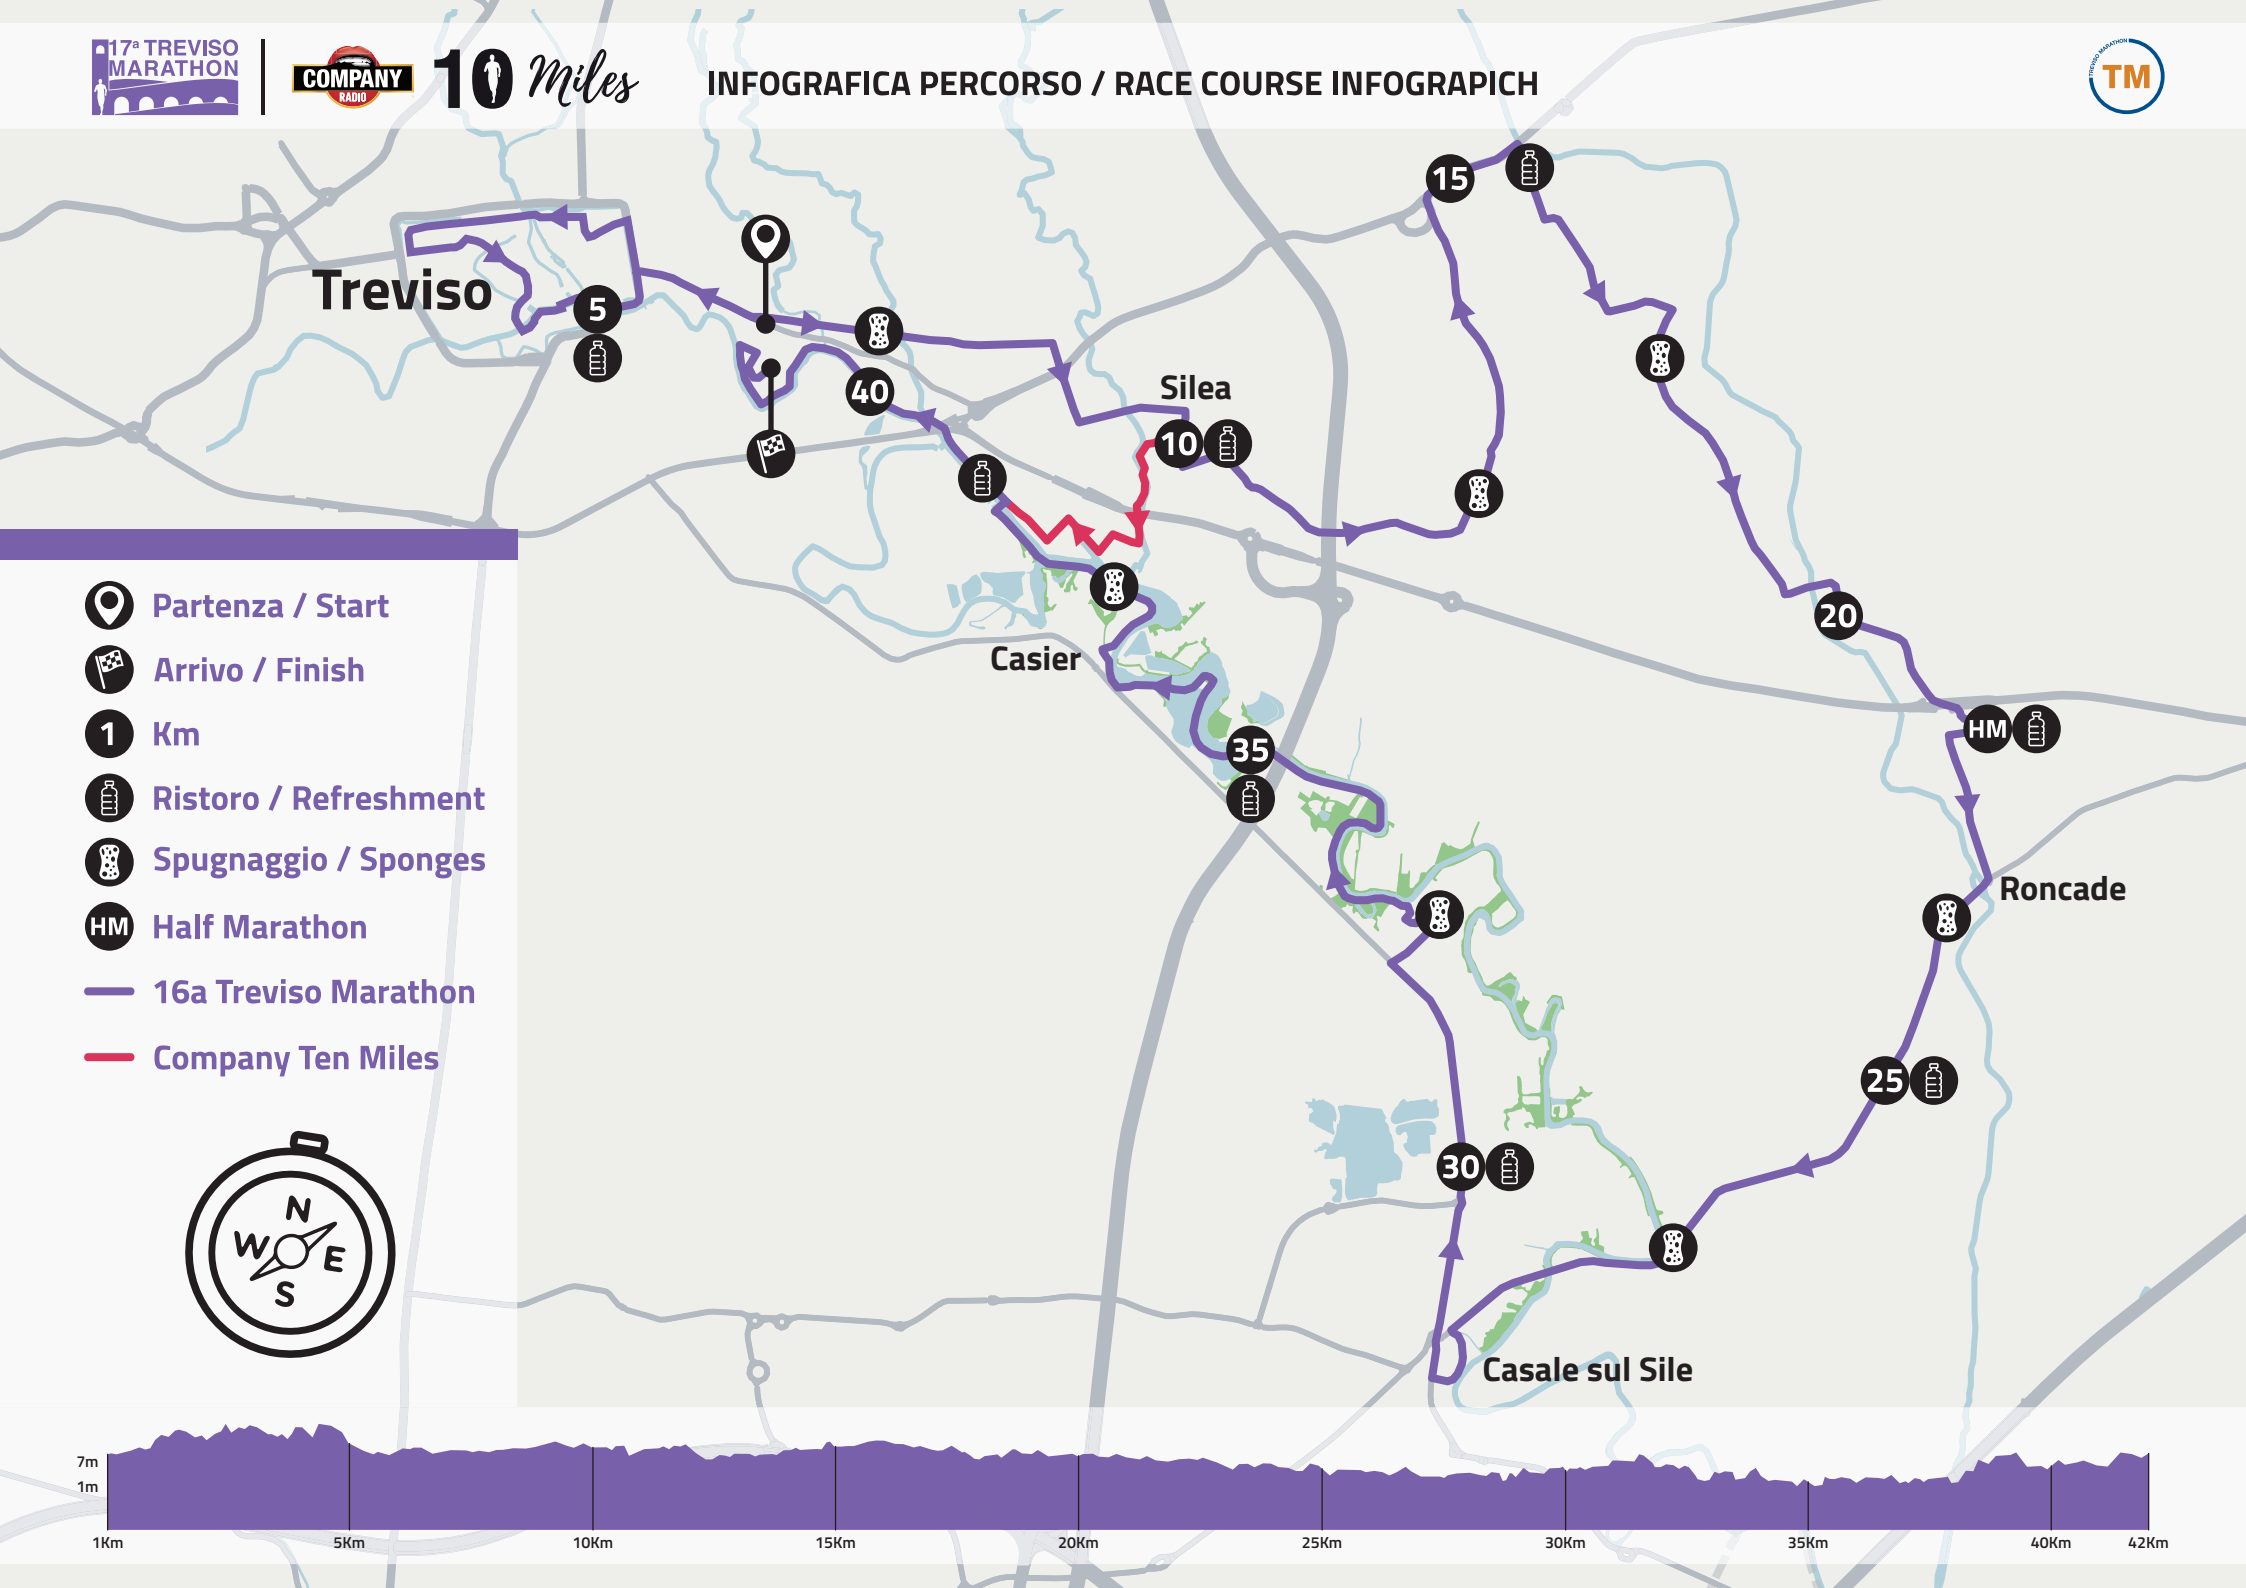 17ª TREVISO
MARATHON
COMPANY
RADIO
10 Miles
INFOGRAFICA PERCORSO / RACE COURSE INFOGRAPICH
TREVISO MARATHON
TM
15
Treviso
5
40
Silea
10
20
Casier
HM
35
Roncade
25
30
Casale sul Sile
Partenza / Start
Arrivo / Finish
1 Km
Ristoro / Refreshment
Spugnaggio / Sponges
HM Half Marathon
16a Treviso Marathon
Company Ten Miles
N
W
E
S
7m
1m
1Km 5Km 10Km 15Km 20Km 25Km 30Km 35Km 40Km 42Km